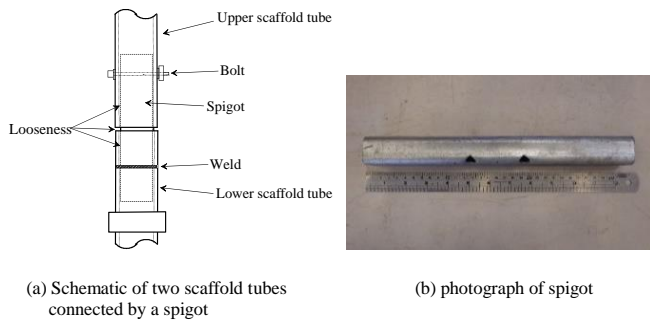 Upper scaffold tube
Bolt
Spigot
Looseness
Weld
Lower scaffold tube
(a) Schematic of two scaffold tubes
connected by a spigot
(b) photograph of spigot